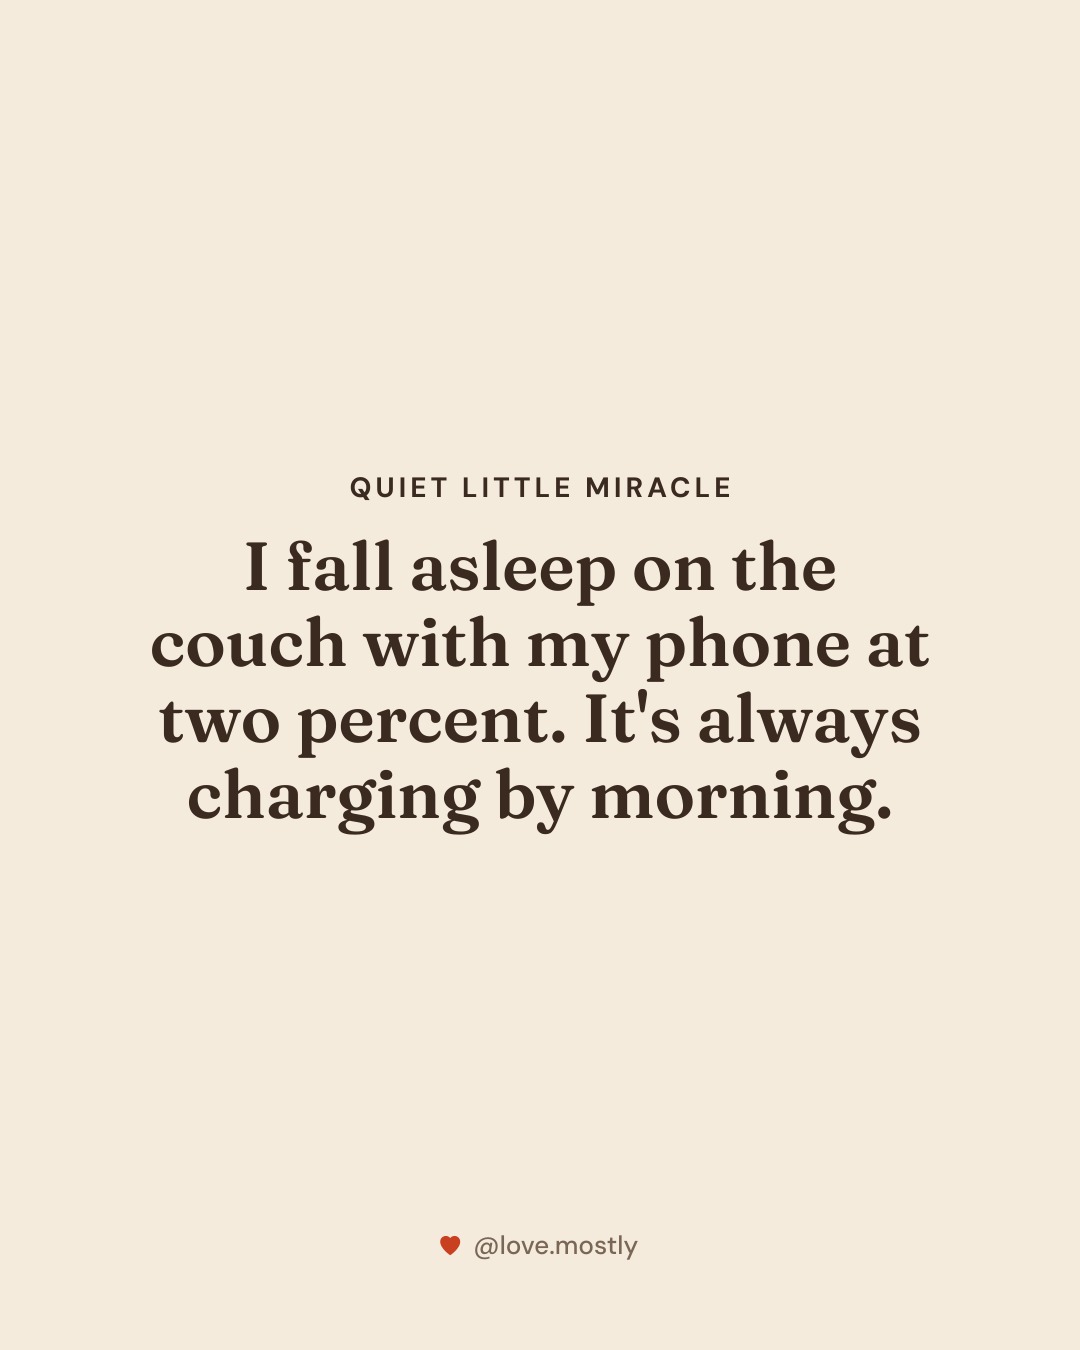 QUIET LITTLE MIRACLE
I fall asleep on the
couch with my phone at
two percent. It's always
charging by morning.
@love.mostly